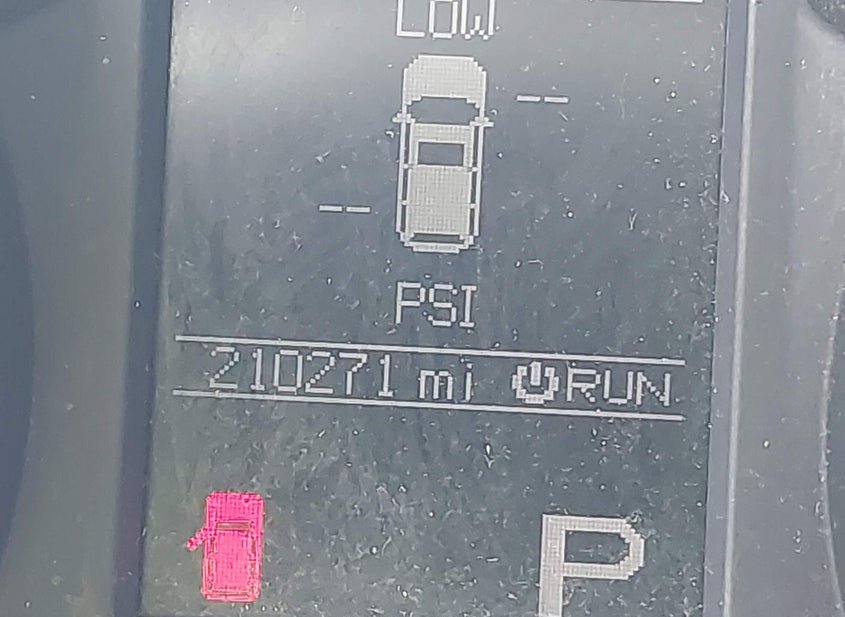 LOW
--
--
PSI
210271 mi RUN
P